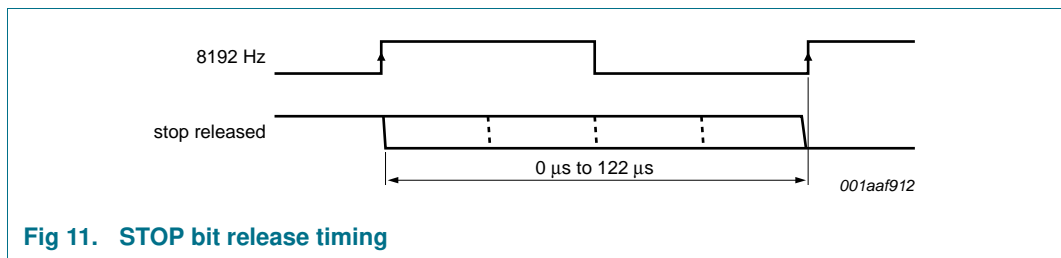 8192 Hz
stop released
0 μs to 122 μs
001aaf912
Fig 11. STOP bit release timing